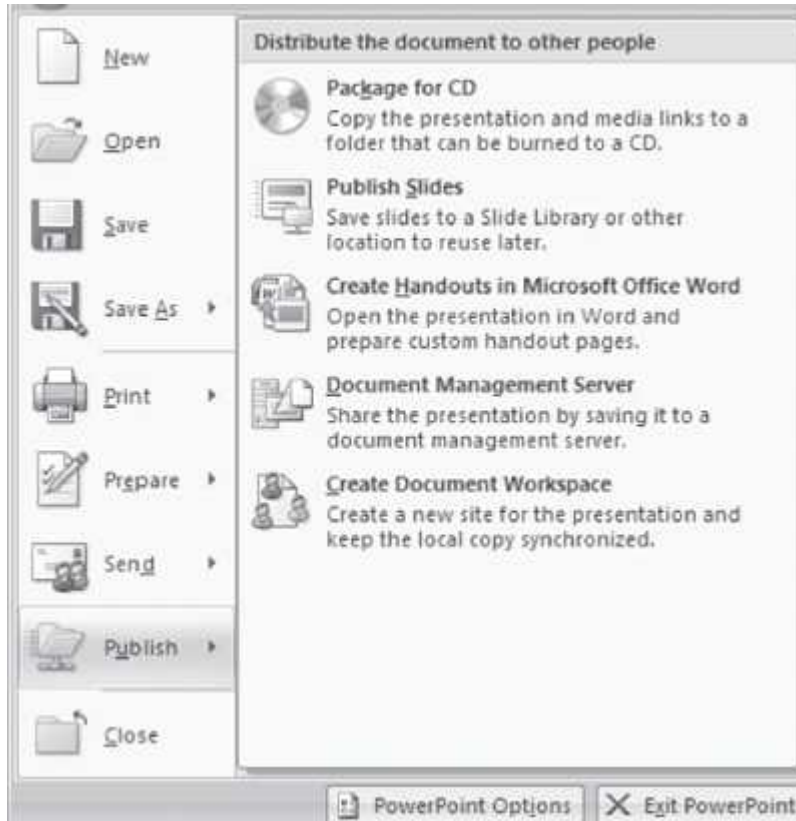 New
Open
Save
Save As
Print
Prepare
Send
Publish
Close
Distribute the document to other people
Package for CD
Copy the presentation and media links to a
folder that can be burned to a CD.
Publish Slides
Save slides to a Slide Library or other
location to reuse later.
Create Handouts in Microsoft Office Word
Open the presentation in Word and
prepare custom handout pages.
Document Management Server
Share the presentation by saving it to a
document management server.
Create Document Workspace
Create a new site for the presentation and
keep the local copy synchronized.
PowerPoint Options
Exit PowerPoint